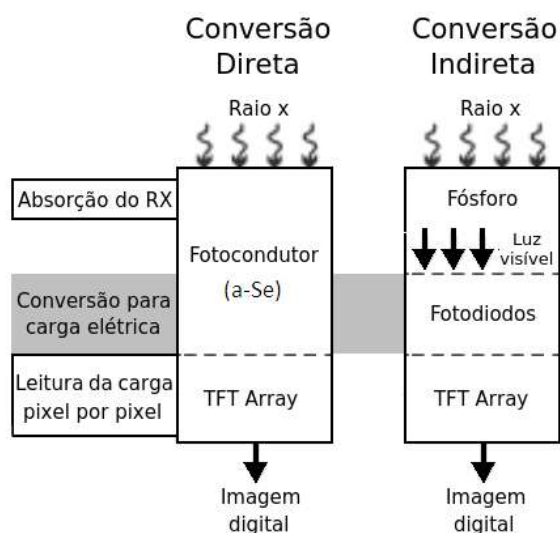 Conversão
Direta
Conversão
Indireta
Raio x
Raio x
Absorção do RX
Fotocondutor
(a-Se)
Fósforo
Luz
visível
Conversão para
carga elétrica
Fotodiodos
Leitura da carga
pixel por pixel
TFT Array
TFT Array
Imagem
digital
Imagem
digital